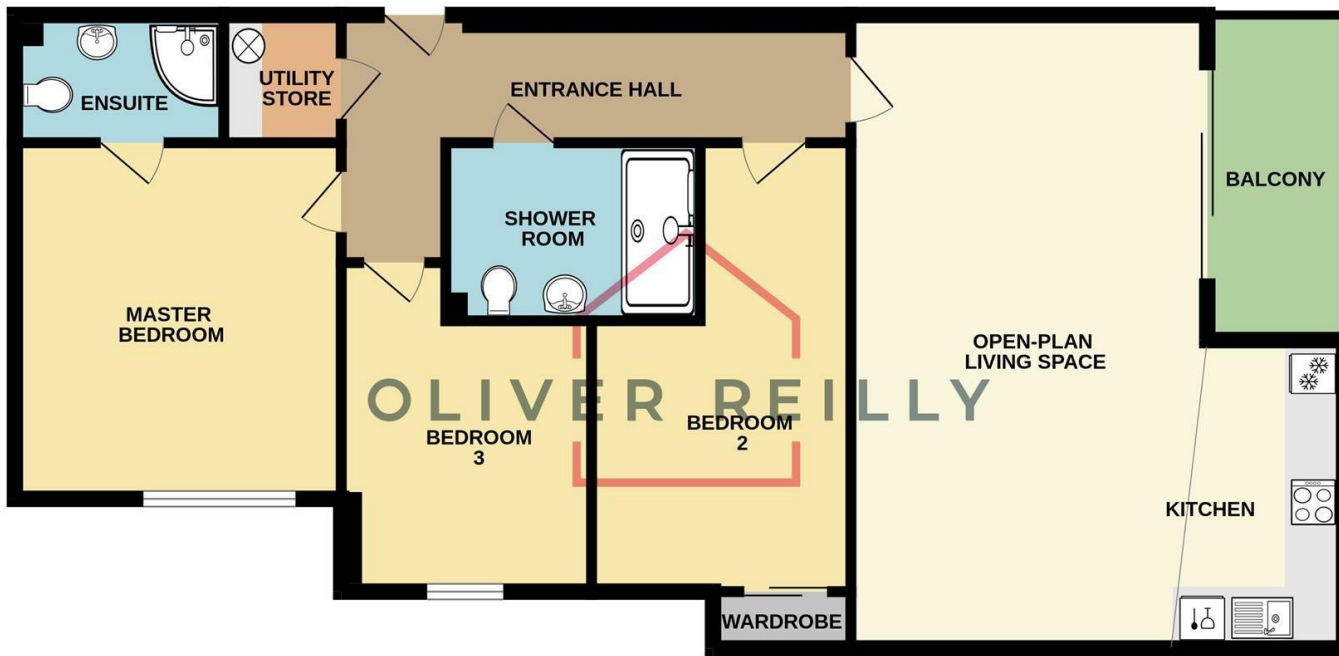 ENSUITE
UTILITY
STORE
ENTRANCE HALL
BALCONY
SHOWER
ROOM
MASTER
BEDROOM
OPEN-PLAN
LIVING SPACE
OLIVER REILLY
BEDROOM
3
BEDROOM
2
KITCHEN
WARDROBE